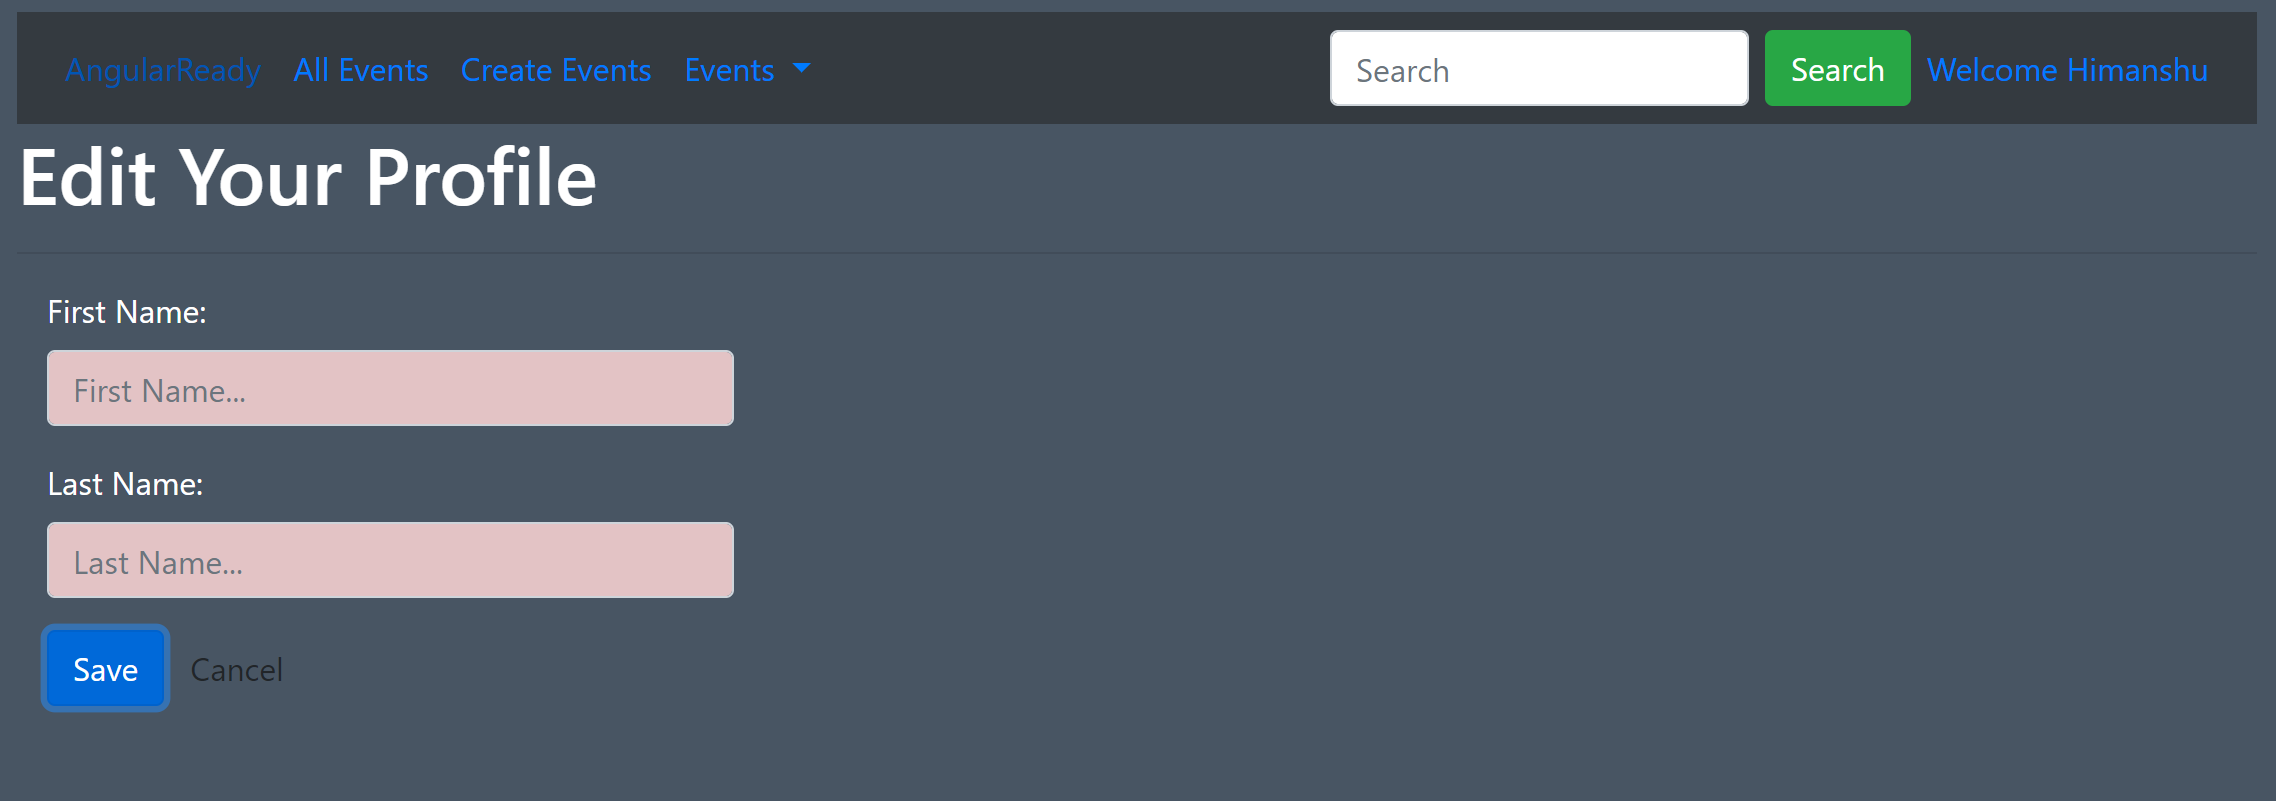 AngularReady All Events Create Events Events Search Search Welcome Himanshu
Edit Your Profile
First Name:
First Name...
Last Name:
Last Name...
Save Cancel